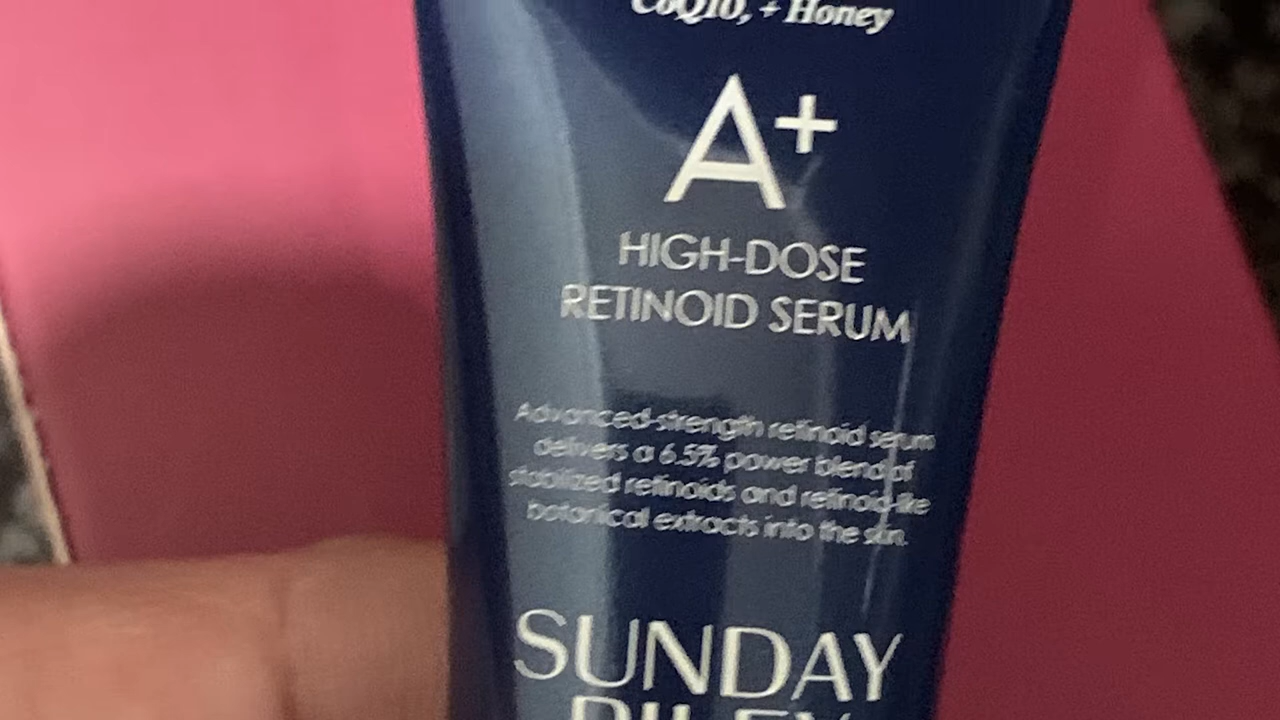 CoQ10, + Honey
A+
HIGH-DOSE
RETINOID SERUM
Advanced-strength retinoid serum
delivers a 6.5% power blend of
stabilized retinoids and retinoid-like
botanical extracts into the skin.
SUNDAY
RILEY